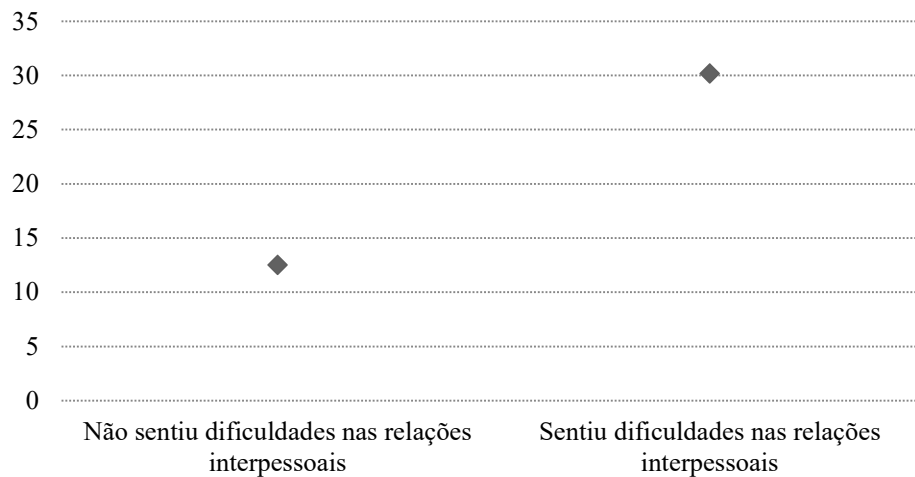 35
30
25
20
15
10
5
0
Não sentiu dificuldades nas relações
interpessoais
Sentiu dificuldades nas relações
interpessoais